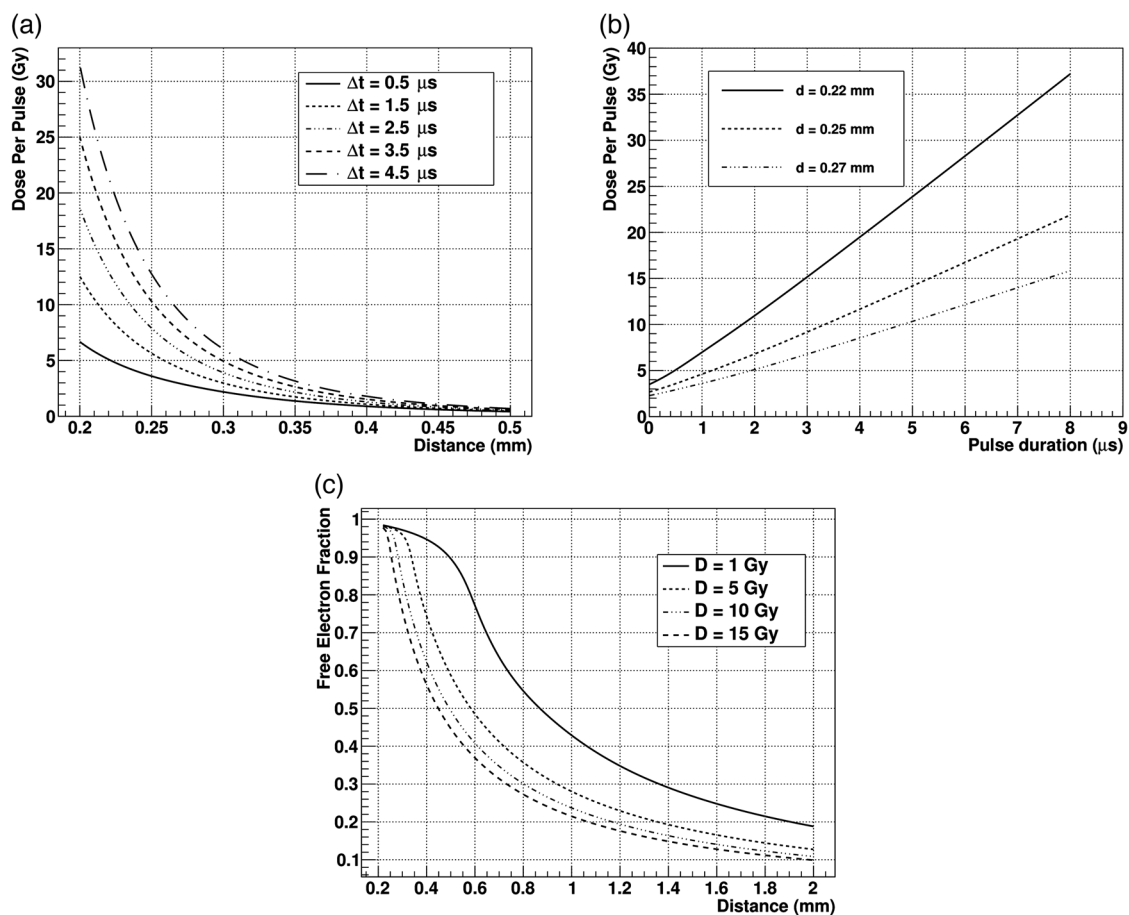 (a)
Dose Per Pulse (Gy)
30
25
20
15
10
5
0
Δt = 0.5 μs
Δt = 1.5 μs
Δt = 2.5 μs
Δt = 3.5 μs
Δt = 4.5 μs
0.2 0.25 0.3 0.35 0.4 0.45 0.5
Distance (mm)
(b)
Dose Per Pulse (Gy)
40
35
30
25
20
15
10
5
0
d = 0.22 mm
d = 0.25 mm
d = 0.27 mm
0 1 2 3 4 5 6 7 8 9
Pulse duration (μs)
(c)
Free Electron Fraction
1
0.9
0.8
0.7
0.6
0.5
0.4
0.3
0.2
0.1
D = 1 Gy
D = 5 Gy
D = 10 Gy
D = 15 Gy
0.2 0.4 0.6 0.8 1 1.2 1.4 1.6 1.8 2
Distance (mm)